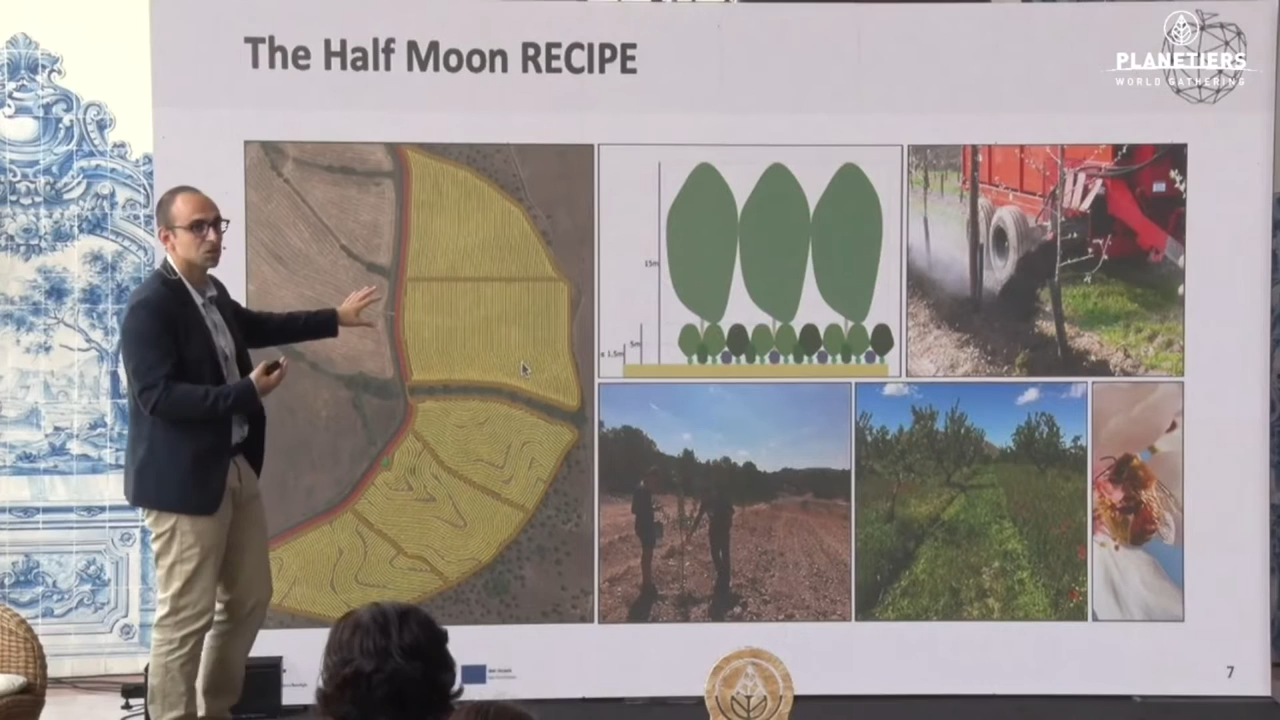 The Half Moon RECIPE
PLANETIERS
WORLD GATHERING
15m
5m
± 1,5m
7